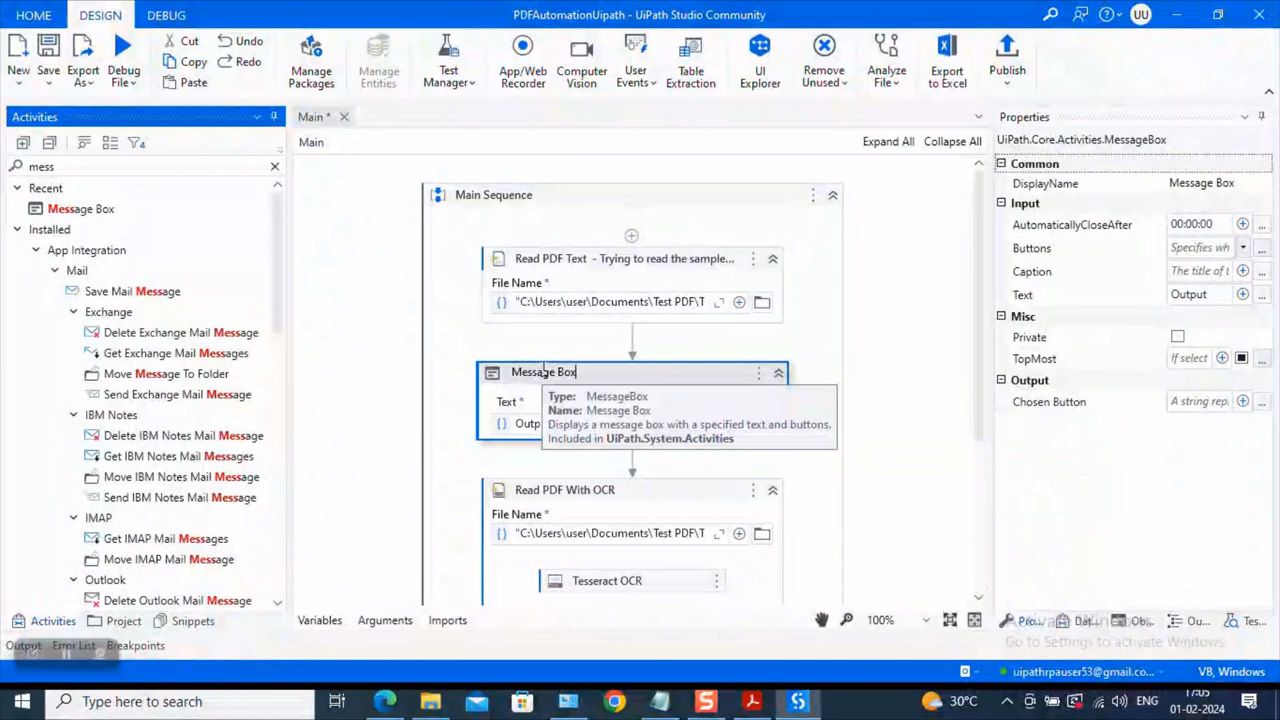 HOME
DESIGN
DEBUG
PDFAutomationUipath - UiPath Studio Community
UU
New
Save
Export
As
Debug
File
Cut
Copy
Paste
Undo
Redo
Manage
Packages
Manage
Entities
Test
Manager
App/Web
Recorder
Computer
Vision
User
Events
Table
Extraction
UI
Explorer
Remove
Unused
Analyze
File
Export
to Excel
Publish
Activities
mess
Recent
Message Box
Installed
App Integration
Mail
Save Mail Message
Exchange
Delete Exchange Mail Message
Get Exchange Mail Messages
Move Message To Folder
Send Exchange Mail Message
IBM Notes
Delete IBM Notes Mail Message
Get IBM Notes Mail Messages
Move IBM Notes Mail Message
Send IBM Notes Mail Message
IMAP
Get IMAP Mail Messages
Move IMAP Mail Message
Outlook
Delete Outlook Mail Message
Activities
Project
Snippets
Main *
Main
Expand All
Collapse All
Main Sequence
Read PDF Text - Trying to read the sample...
File Name *
"C:\Users\user\Documents\Test PDF\T
Message Box
Text *
Outp
Type: MessageBox
Name: Message Box
Displays a message box with a specified text and buttons.
Included in UiPath.System.Activities
Read PDF With OCR
File Name *
"C:\Users\user\Documents\Test PDF\T
Tesseract OCR
Variables
Arguments
Imports
100%
Properties
UiPath.Core.Activities.MessageBox
Common
DisplayName
Message Box
Input
AutomaticallyCloseAfter
00:00:00
Buttons
Specifies wh
Caption
The title of t
Text
Output
Misc
Private
TopMost
If select
Output
Chosen Button
A string rep.
Pro...
Dat...
Obj...
Ou...
Tes...
Activate Windows
Go to Settings to activate Windows.
Output
Error List
Breakpoints
uipathrpauser53@gmail.co...
VB, Windows
Type here to search
30°C
ENG
17:05
01-02-2024